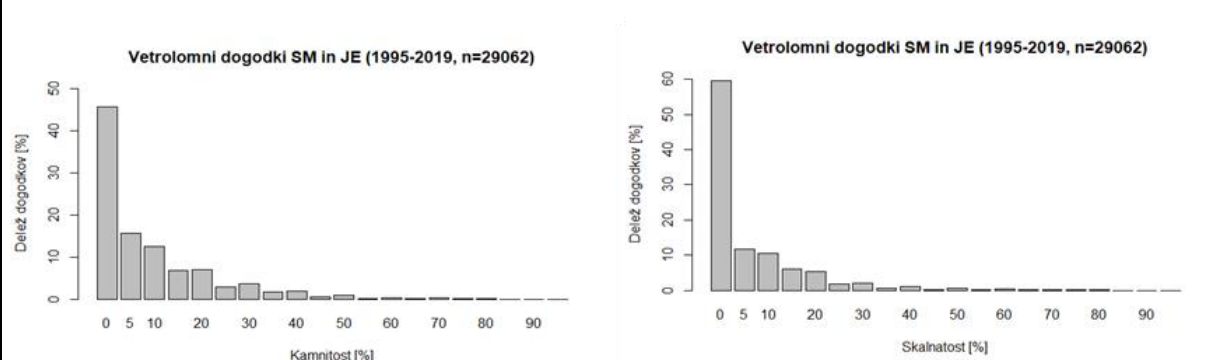 Vetrolomni dogodki SM in JE (1995-2019, n=29062)
Delež dogodkov [%]
50
40
30
20
10
0
0 5 10 20 30 40 50 60 70 80 90
Kamnitost [%]
Vetrolomni dogodki SM in JE (1995-2019, n=29062)
Delež dogodkov [%]
60
50
40
30
20
10
0
0 5 10 20 30 40 50 60 70 80 90
Skalnatost [%]